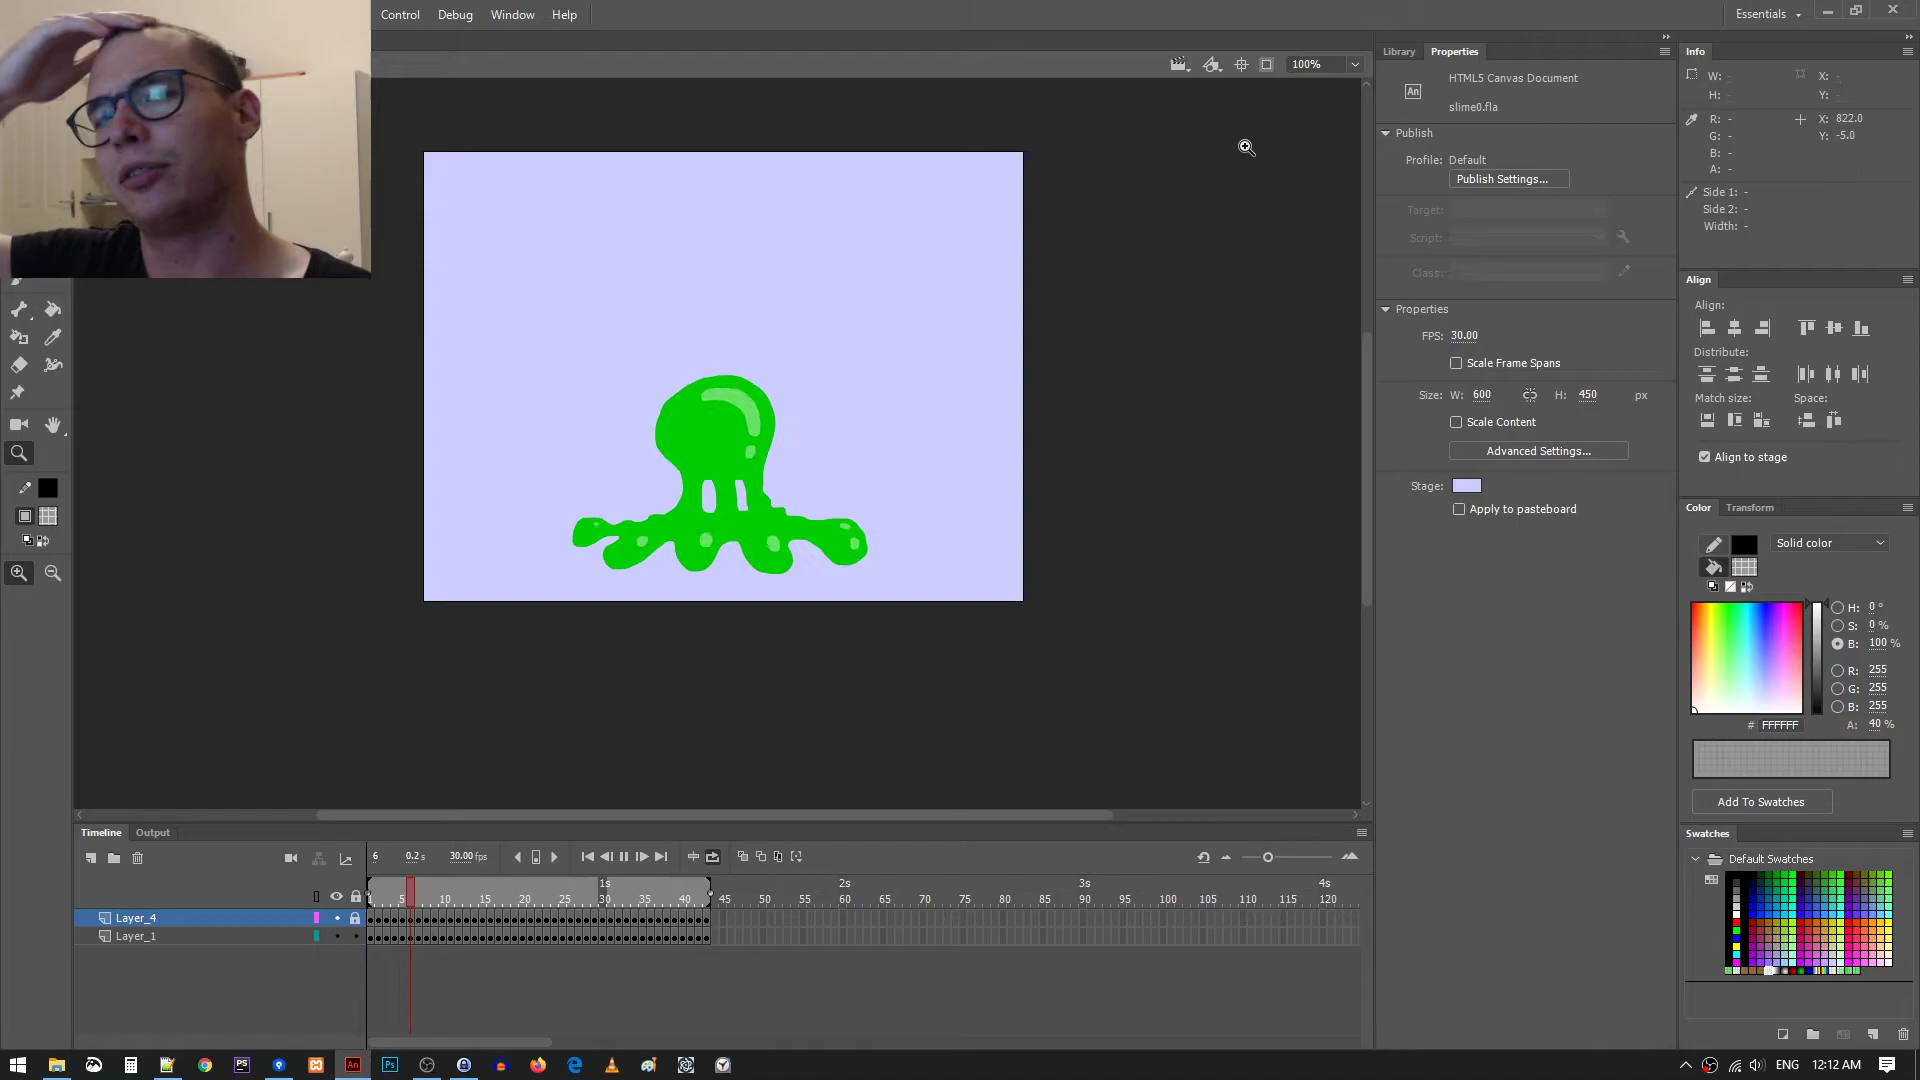 Control Debug Window Help
Essentials
100%
Library Properties
HTML5 Canvas Document
An
slime0.fla
Publish
Profile: Default
Publish Settings...
Target:
Script:
Class:
Properties
FPS: 30.00
Scale Frame Spans
Size: W: 600 H: 450 px
Scale Content
Advanced Settings...
Stage:
Apply to pasteboard
Info
W: - X: -
H: - Y: -
R: - X: 822.0
G: - Y: -5.0
B: -
A: -
Side 1: -
Side 2: -
Width: -
Align
Align:
Distribute:
Match size: Space:
Align to stage
Color Transform
Solid color
H: 0 °
S: 0 %
B: 100 %
R: 255
G: 255
B: 255
# FFFFFF A: 40 %
Add To Swatches
Swatches
Default Swatches
Timeline Output
6 0.2 s 30.00 fps
1s 2s 3s 4s
1 5 10 15 20 25 30 35 40 45 50 55 60 65 70 75 80 85 90 95 100 105 110 115 120
Layer_4
Layer_1
PS An Ps ENG 12:12 AM